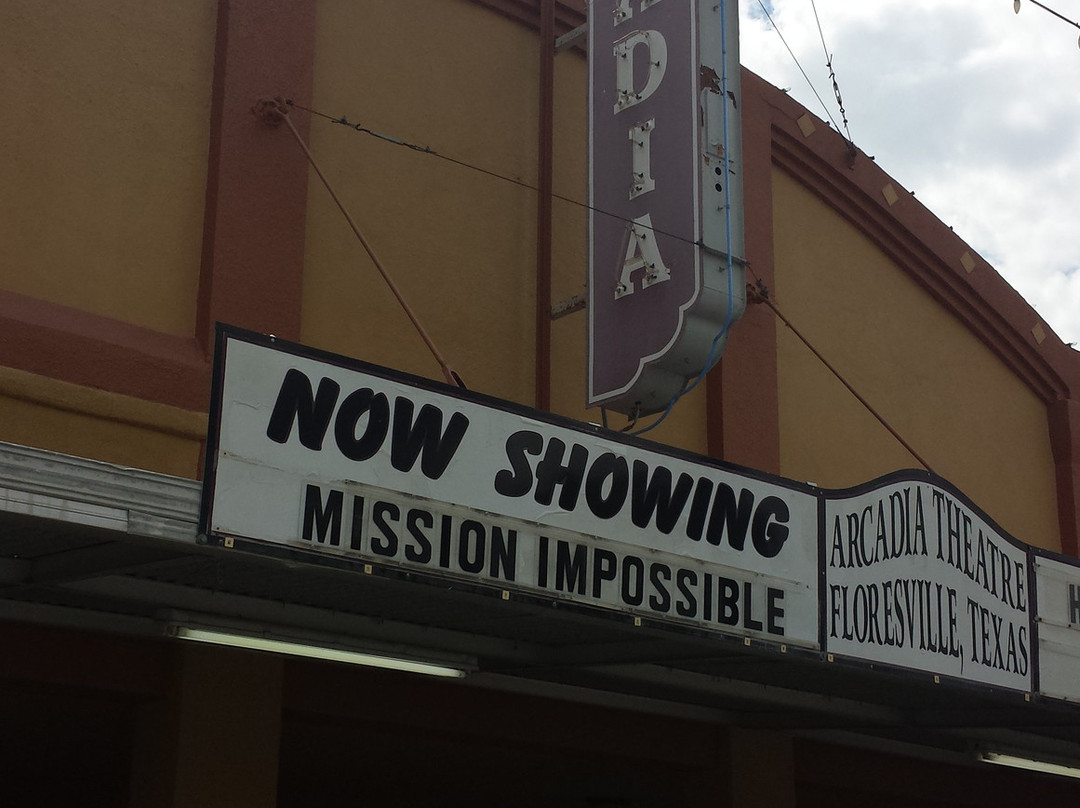 DIA
NOW SHOWING
MISSION IMPOSSIBLE
ARCADIA THEATRE
FLORESVILLE, TEXAS
H